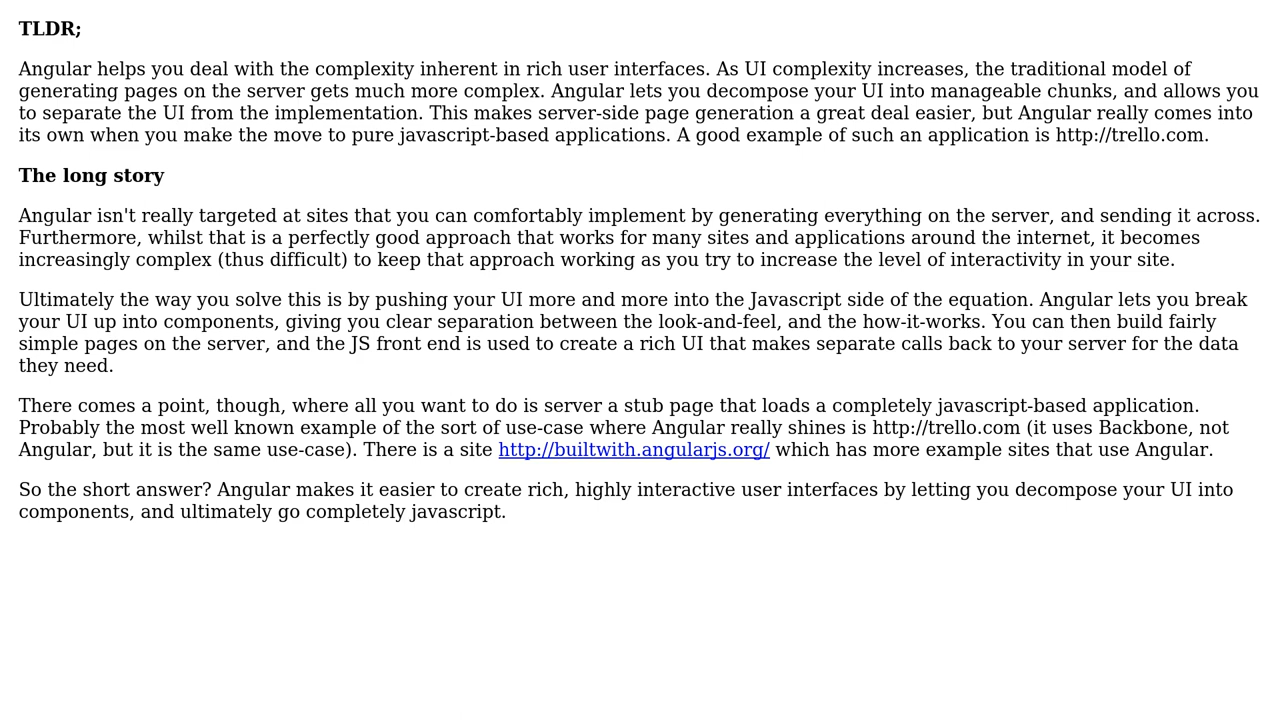 TLDR;
Angular helps you deal with the complexity inherent in rich user interfaces. As UI complexity increases, the traditional model of
generating pages on the server gets much more complex. Angular lets you decompose your UI into manageable chunks, and allows you
to separate the UI from the implementation. This makes server-side page generation a great deal easier, but Angular really comes into
its own when you make the move to pure javascript-based applications. A good example of such an application is http://trello.com.
The long story
Angular isn't really targeted at sites that you can comfortably implement by generating everything on the server, and sending it across.
Furthermore, whilst that is a perfectly good approach that works for many sites and applications around the internet, it becomes
increasingly complex (thus difficult) to keep that approach working as you try to increase the level of interactivity in your site.
Ultimately the way you solve this is by pushing your UI more and more into the Javascript side of the equation. Angular lets you break
your UI up into components, giving you clear separation between the look-and-feel, and the how-it-works. You can then build fairly
simple pages on the server, and the JS front end is used to create a rich UI that makes separate calls back to your server for the data
they need.
There comes a point, though, where all you want to do is server a stub page that loads a completely javascript-based application.
Probably the most well known example of the sort of use-case where Angular really shines is http://trello.com (it uses Backbone, not
Angular, but it is the same use-case). There is a site http://builtwith.angularjs.org/ which has more example sites that use Angular.
So the short answer? Angular makes it easier to create rich, highly interactive user interfaces by letting you decompose your UI into
components, and ultimately go completely javascript.